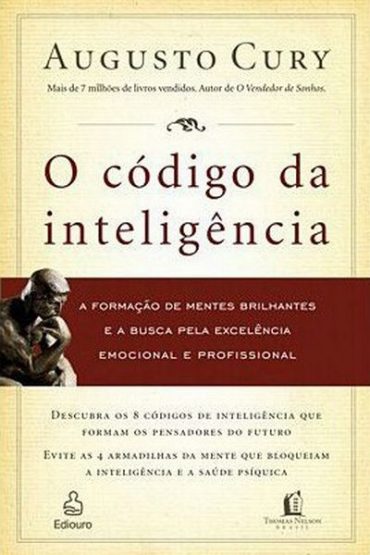 AUGUSTO CURY
Mais de 7 milhões de livros vendidos. Autor de O Vendedor de Sonhos.
O código da
inteligência
A FORMAÇÃO DE MENTES BRILHANTES
E A BUSCA PELA EXCELÊNCIA
EMOCIONAL E PROFISSIONAL
DESCUBRA OS 8 CÓDIGOS DE INTELIGÊNCIA QUE
FORMAM OS PENSADORES DO FUTURO
EVITE AS 4 ARMADILHAS DA MENTE QUE BLOQUEIAM
A INTELIGÊNCIA E A SAÚDE PSÍQUICA
Ediouro
THOMAS NELSON
BRASIL